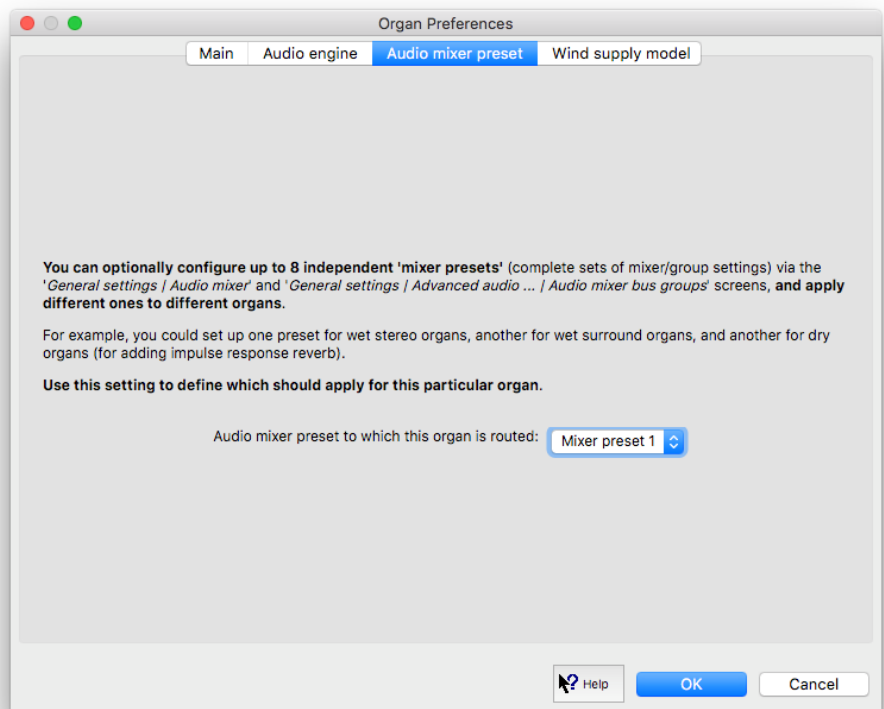 Organ Preferences
Main Audio engine Audio mixer preset Wind supply model
You can optionally configure up to 8 independent 'mixer presets' (complete sets of mixer/group settings) via the
'General settings | Audio mixer' and 'General settings | Advanced audio ... | Audio mixer bus groups' screens, and apply
different ones to different organs.
For example, you could set up one preset for wet stereo organs, another for wet surround organs, and another for dry
organs (for adding impulse response reverb).
Use this setting to define which should apply for this particular organ.
Audio mixer preset to which this organ is routed: Mixer preset 1
? Help OK Cancel